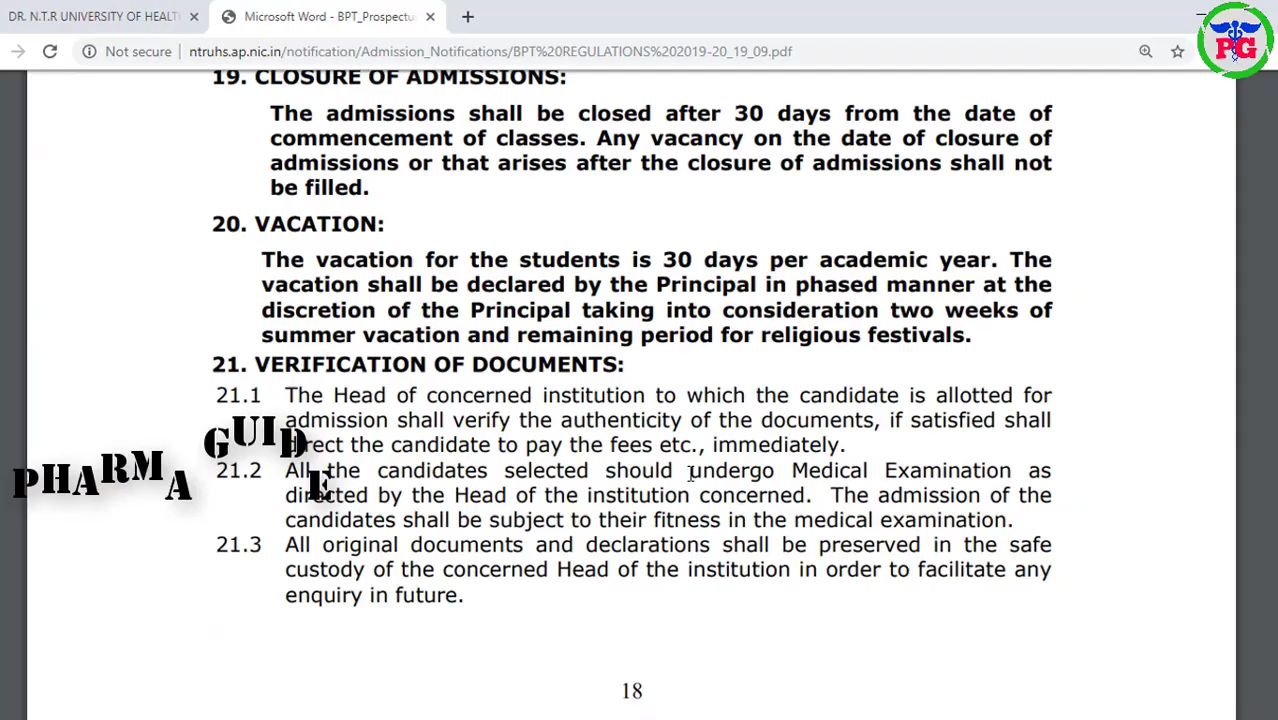 DR. N.T.R UNIVERSITY OF HEALT
Microsoft Word - BPT_Prospectu
Not secure
ntruhs.ap.nic.in/notification/Admission_Notifications/BPT%20REGULATIONS%202019-20_19_09.pdf
PG
19. CLOSURE OF ADMISSIONS:
The admissions shall be closed after 30 days from the date of
commencement of classes. Any vacancy on the date of closure of
admissions or that arises after the closure of admissions shall not
be filled.
20. VACATION:
The vacation for the students is 30 days per academic year. The
vacation shall be declared by the Principal in phased manner at the
discretion of the Principal taking into consideration two weeks of
summer vacation and remaining period for religious festivals.
21. VERIFICATION OF DOCUMENTS:
21.1 The Head of concerned institution to which the candidate is allotted for
admission shall verify the authenticity of the documents, if satisfied shall
direct the candidate to pay the fees etc., immediately.
21.2 All the candidates selected should undergo Medical Examination as
directed by the Head of the institution concerned. The admission of the
candidates shall be subject to their fitness in the medical examination.
21.3 All original documents and declarations shall be preserved in the safe
custody of the concerned Head of the institution in order to facilitate any
enquiry in future.
PHARMA GUIDE
18